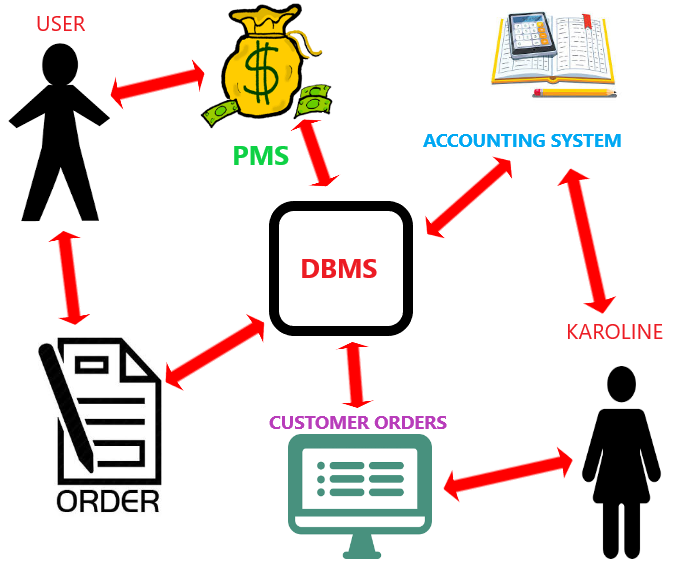 USER
PMS
ACCOUNTING SYSTEM
DBMS
KAROLINE
CUSTOMER ORDERS
ORDER